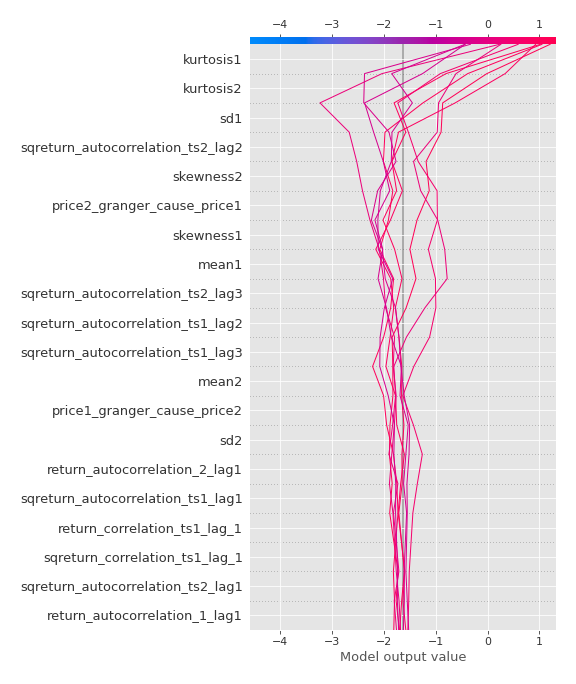 −4 −3 −2 −1 0 1
kurtosis1
kurtosis2
sd1
sqreturn_autocorrelation_ts2_lag2
skewness2
price2_granger_cause_price1
skewness1
mean1
sqreturn_autocorrelation_ts2_lag3
sqreturn_autocorrelation_ts1_lag2
sqreturn_autocorrelation_ts1_lag3
mean2
price1_granger_cause_price2
sd2
return_autocorrelation_2_lag1
sqreturn_autocorrelation_ts1_lag1
return_correlation_ts1_lag_1
sqreturn_correlation_ts1_lag_1
sqreturn_autocorrelation_ts2_lag1
return_autocorrelation_1_lag1
−4 −3 −2 −1 0 1
Model output value